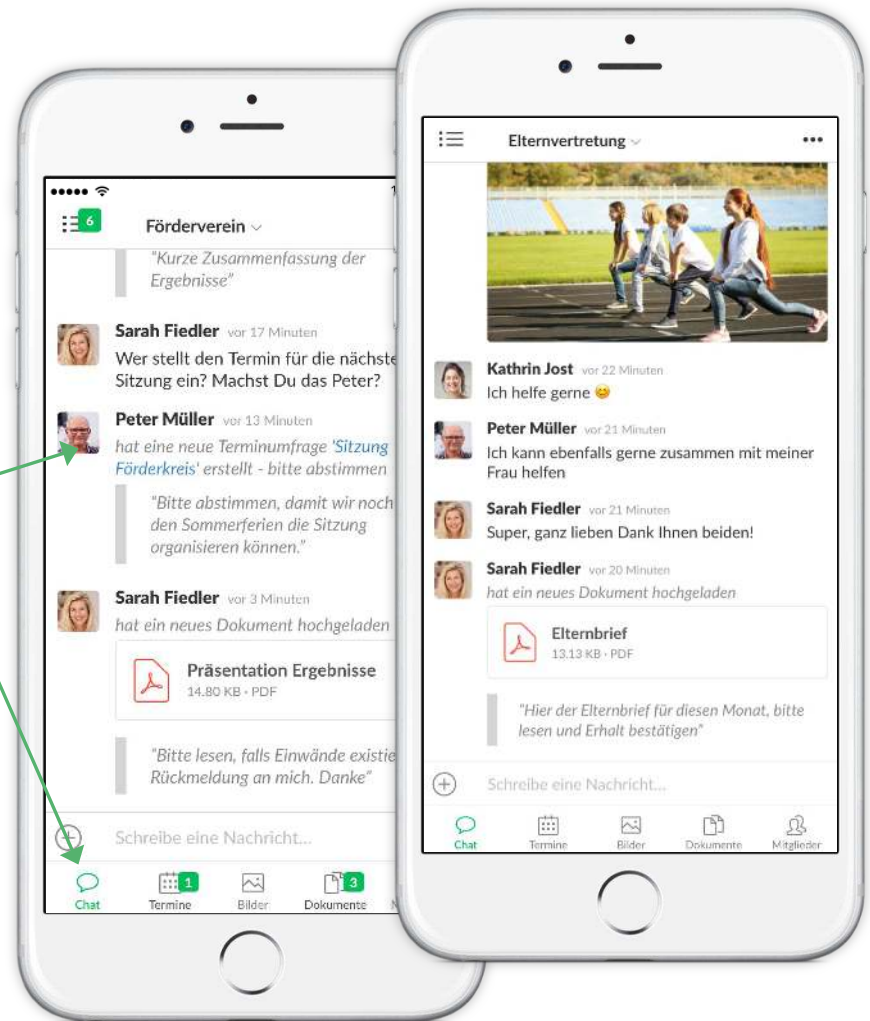 6
Förderverein
"Kurze Zusammenfassung der
Ergebnisse"
Sarah Fiedler vor 17 Minuten
Wer stellt den Termin für die nächste
Sitzung ein? Machst Du das Peter?
Peter Müller vor 13 Minuten
hat eine neue Terminumfrage 'Sitzung
Förderkreis' erstellt - bitte abstimmen
"Bitte abstimmen, damit wir noch
den Sommerferien die Sitzung
organisieren können."
Sarah Fiedler vor 3 Minuten
hat ein neues Dokument hochgeladen
Präsentation Ergebnisse
14.80 KB · PDF
"Bitte lesen, falls Einwände
Rückmeldung an mich. Danke"
Schreibe eine Nachricht...
1 3
Chat Termine Bilder Dokumente
Elternvertretung
Kathrin Jost vor 22 Minuten
Ich helfe gerne 😊
Peter Müller vor 21 Minuten
Ich kann ebenfalls gerne zusammen mit meiner
Frau helfen
Sarah Fiedler vor 21 Minuten
Super, ganz lieben Dank Ihnen beiden!
Sarah Fiedler vor 20 Minuten
hat ein neues Dokument hochgeladen
Elternbrief
13.13 KB · PDF
"Hier der Elternbrief für diesen Monat, bitte
lesen und Erhalt bestätigen"
Schreibe eine Nachricht...
Chat Termine Bilder Dokumente Mitglieder